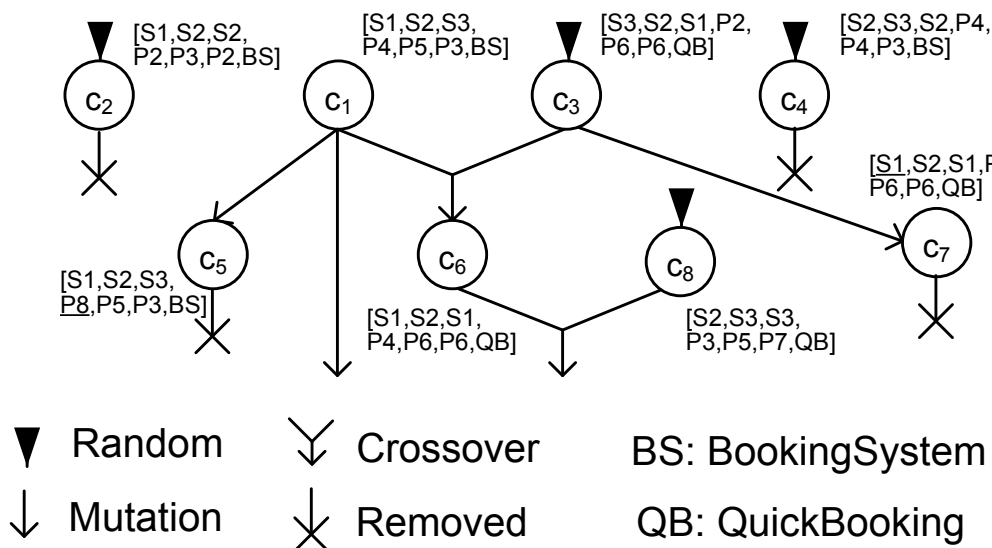 [S1,S2,S2,
P2,P3,P2,BS]
[S1,S2,S3,
P4,P5,P3,BS]
[S3,S2,S1,P2,
P6,P6,QB]
[S2,S3,S2,P4,
P4,P3,BS]
c2
c1
c3
c4
[S1,S2,S1,P
P6,P6,QB]
c5
c6
c8
c7
[S1,S2,S3,
P8,P5,P3,BS]
[S1,S2,S1,
P4,P6,P6,QB]
[S2,S3,S3,
P3,P5,P7,QB]
Random
Crossover
BS: BookingSystem
Mutation
Removed
QB: QuickBooking